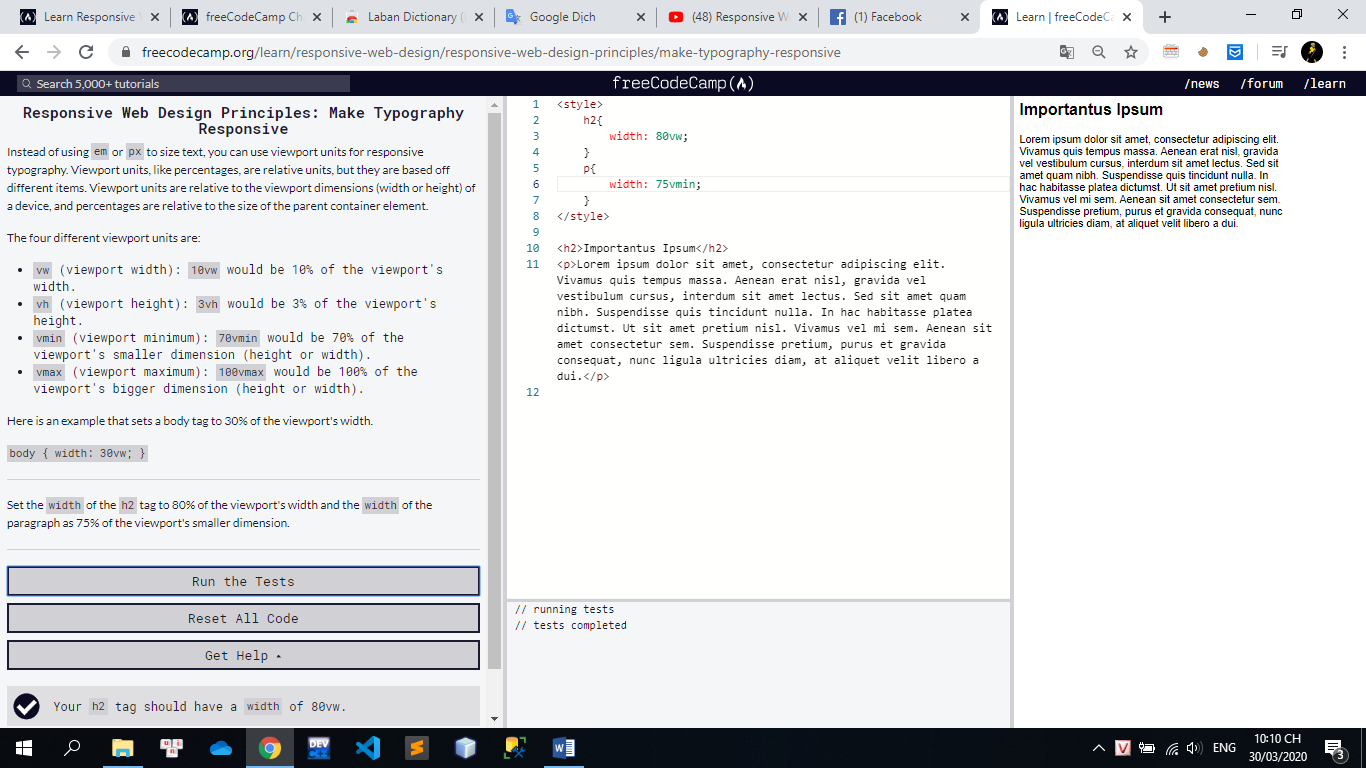 Learn Responsive W
freeCodeCamp Ch
Laban Dictionary (
Google Dịch
(48) Responsive W
(1) Facebook
Learn | freeCodeCa
freecodecamp.org/learn/responsive-web-design/responsive-web-design-principles/make-typography-responsive
Search 5,000+ tutorials
freeCodeCamp
/news
/forum
/learn
Responsive Web Design Principles: Make Typography
Responsive
Instead of using em or px to size text, you can use viewport units for responsive
typography. Viewport units, like percentages, are relative units, but they are based off
different items. Viewport units are relative to the viewport dimensions (width or height) of
a device, and percentages are relative to the size of the parent container element.
The four different viewport units are:
vw (viewport width): 10vw would be 10% of the viewport's
width.
vh (viewport height): 3vh would be 3% of the viewport's
height.
vmin (viewport minimum): 70vmin would be 70% of the
viewport's smaller dimension (height or width).
vmax (viewport maximum): 100vmax would be 100% of the
viewport's bigger dimension (height or width).
Here is an example that sets a body tag to 30% of the viewport's width.
body { width: 30vw; }
Set the width of the h2 tag to 80% of the viewport's width and the width of the
paragraph as 75% of the viewport's smaller dimension.
Run the Tests
Reset All Code
Get Help
Your h2 tag should have a width of 80vw.
1 <style>
2 h2{
3 width: 80vw;
4 }
5 p{
6 width: 75vmin;
7 }
8 </style>
9
10 <h2>Importantus Ipsum</h2>
11 <p>Lorem ipsum dolor sit amet, consectetur adipiscing elit.
Vivamus quis tempus massa. Aenean erat nisl, gravida vel
vestibulum cursus, interdum sit amet lectus. Sed sit amet quam
nibh. Suspendisse quis tincidunt nulla. In hac habitasse platea
dictumst. Ut sit amet pretium nisl. Vivamus vel mi sem. Aenean sit
amet consectetur sem. Suspendisse pretium, purus et gravida
consequat, nunc ligula ultricies diam, at aliquet velit libero a
dui.</p>
12
// running tests
// tests completed
Importantus Ipsum
Lorem ipsum dolor sit amet, consectetur adipiscing elit.
Vivamus quis tempus massa. Aenean erat nisl, gravida
vel vestibulum cursus, interdum sit amet lectus. Sed sit
amet quam nibh. Suspendisse quis tincidunt nulla. In
hac habitasse platea dictumst. Ut sit amet pretium nisl.
Vivamus vel mi sem. Aenean sit amet consectetur sem.
Suspendisse pretium, purus et gravida consequat, nunc
ligula ultricies diam, at aliquet velit libero a dui.
DEV
C++
ENG
10:10 CH
30/03/2020
3